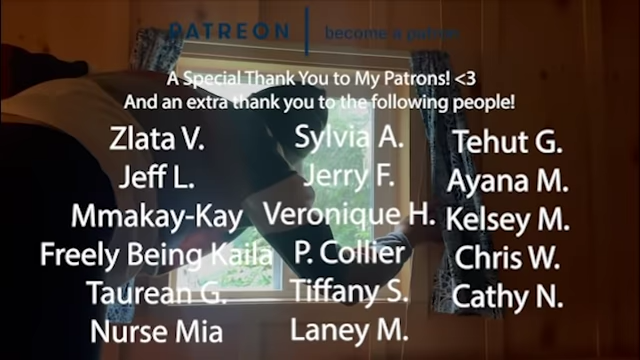 PATREON | become a patron
A Special Thank You to My Patrons! <3
And an extra thank you to the following people!
Zlata V.
Jeff L.
Mmakay-Kay
Freely Being Kaila
Taurean G.
Nurse Mia
Sylvia A.
Jerry F.
Veronique H.
P. Collier
Tiffany S.
Laney M.
Tehut G.
Ayana M.
Kelsey M.
Chris W.
Cathy N.